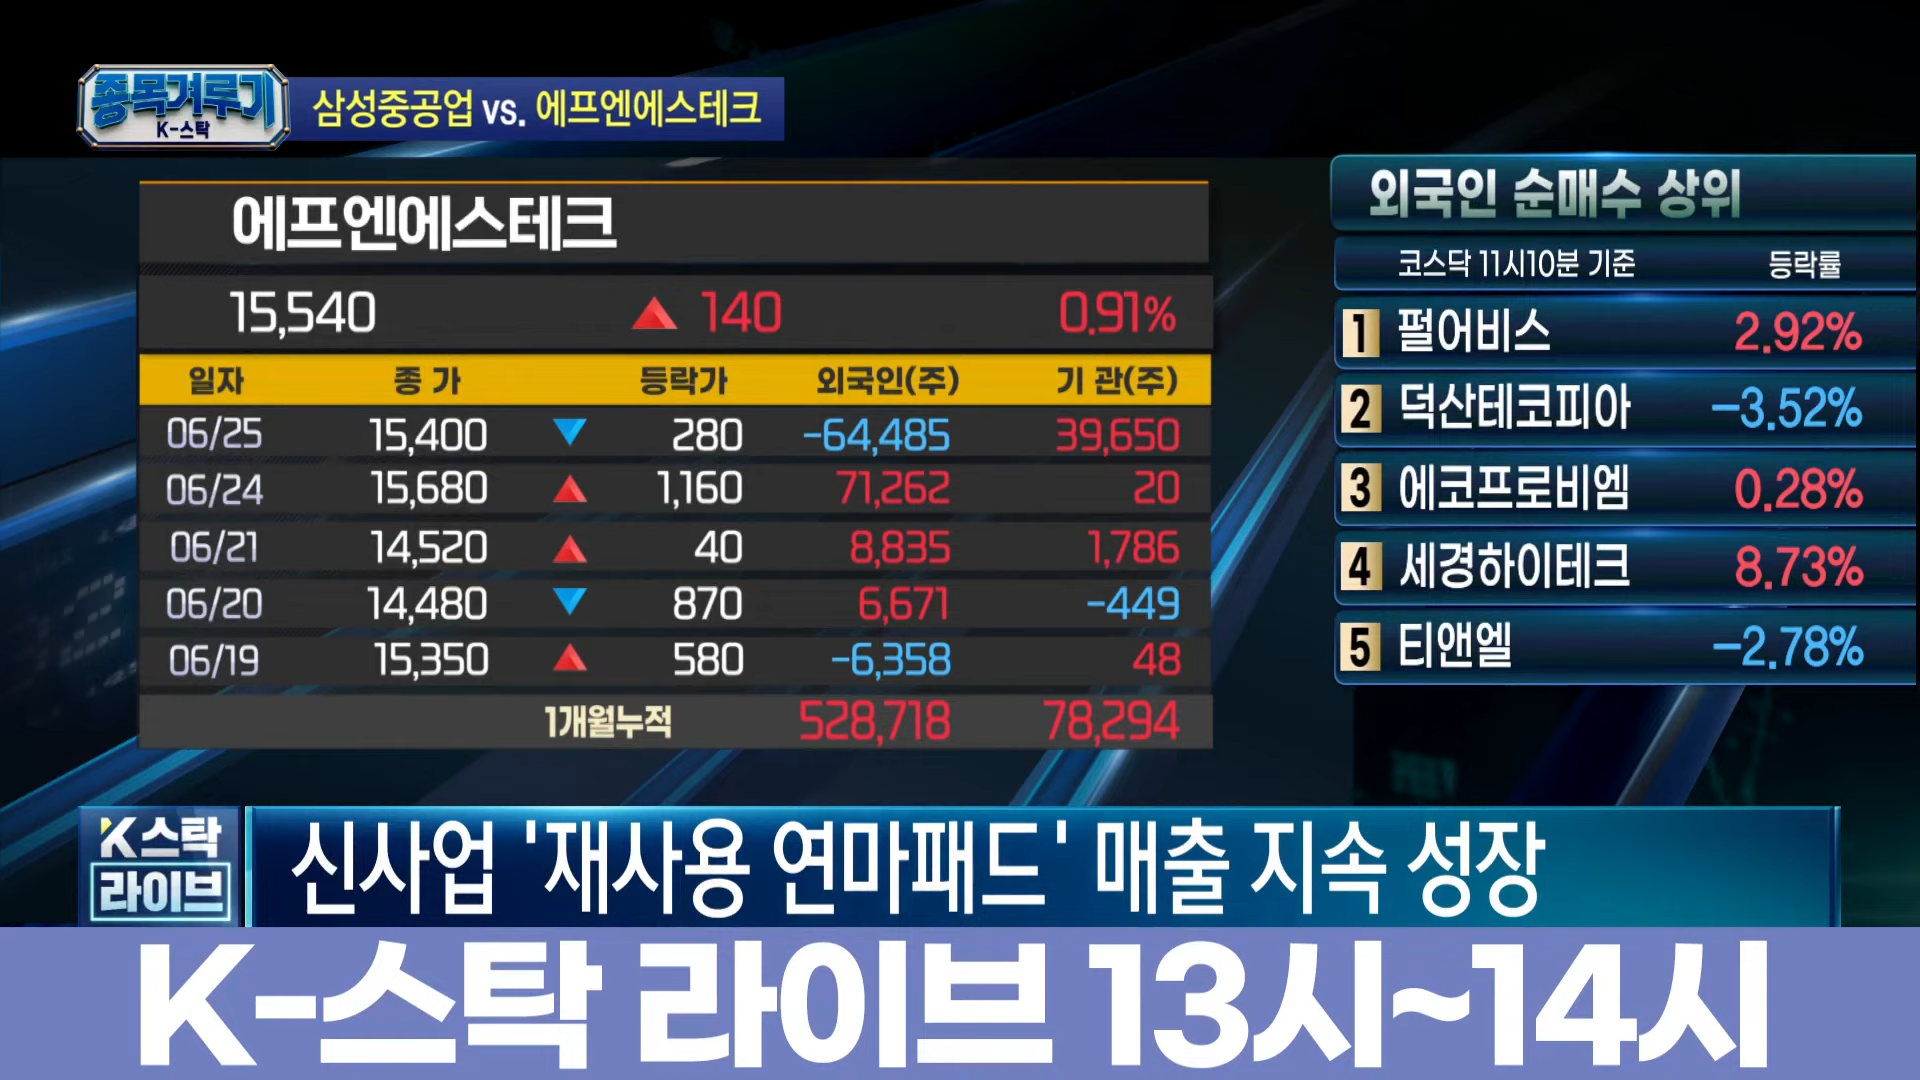 종목겨루기
K-스탁
삼성중공업 vs. 에프엔에스테크
에프엔에스테크
15,540 ▲ 140 0.91%
일자 종 가 등락가 외국인(주) 기 관(주)
06/25 15,400 ▼ 280 -64,485 39,650
06/24 15,680 ▲ 1,160 71,262 20
06/21 14,520 ▲ 40 8,835 1,786
06/20 14,480 ▼ 870 6,671 -449
06/19 15,350 ▲ 580 -6,358 48
1개월누적 528,718 78,294
외국인 순매수 상위
코스닥 11시10분 기준 등락률
1 펄어비스 2.92%
2 덕산테코피아 -3.52%
3 에코프로비엠 0.28%
4 세경하이테크 8.73%
5 티앤엘 -2.78%
K스탁
라이브
신사업 '재사용 연마패드' 매출 지속 성장
K-스탁 라이브 13시~14시